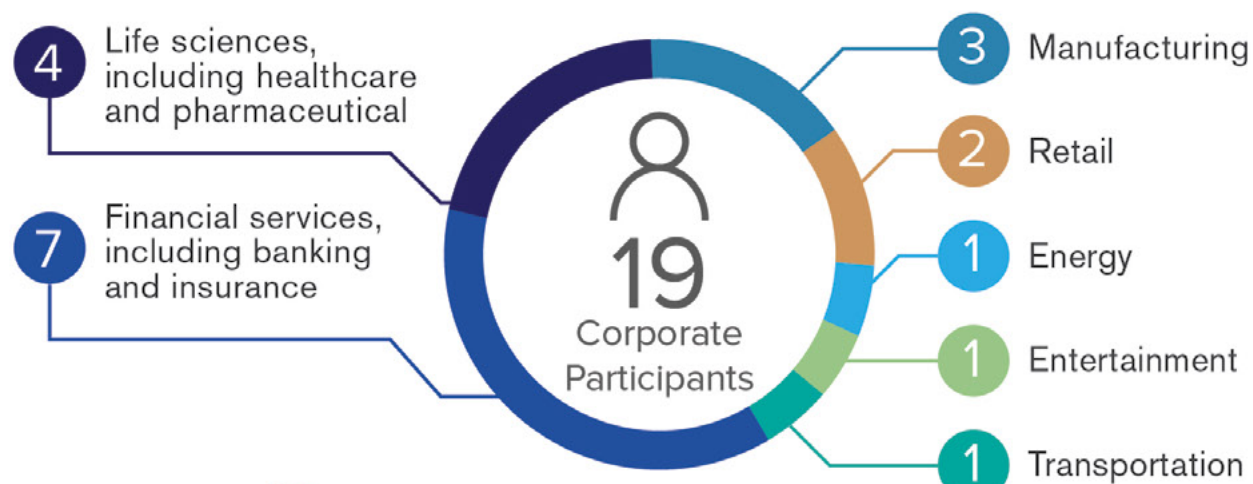 4
Life sciences,
including healthcare
and pharmaceutical
7
Financial services,
including banking
and insurance
19
Corporate
Participants
3 Manufacturing
2 Retail
1 Energy
1 Entertainment
1 Transportation